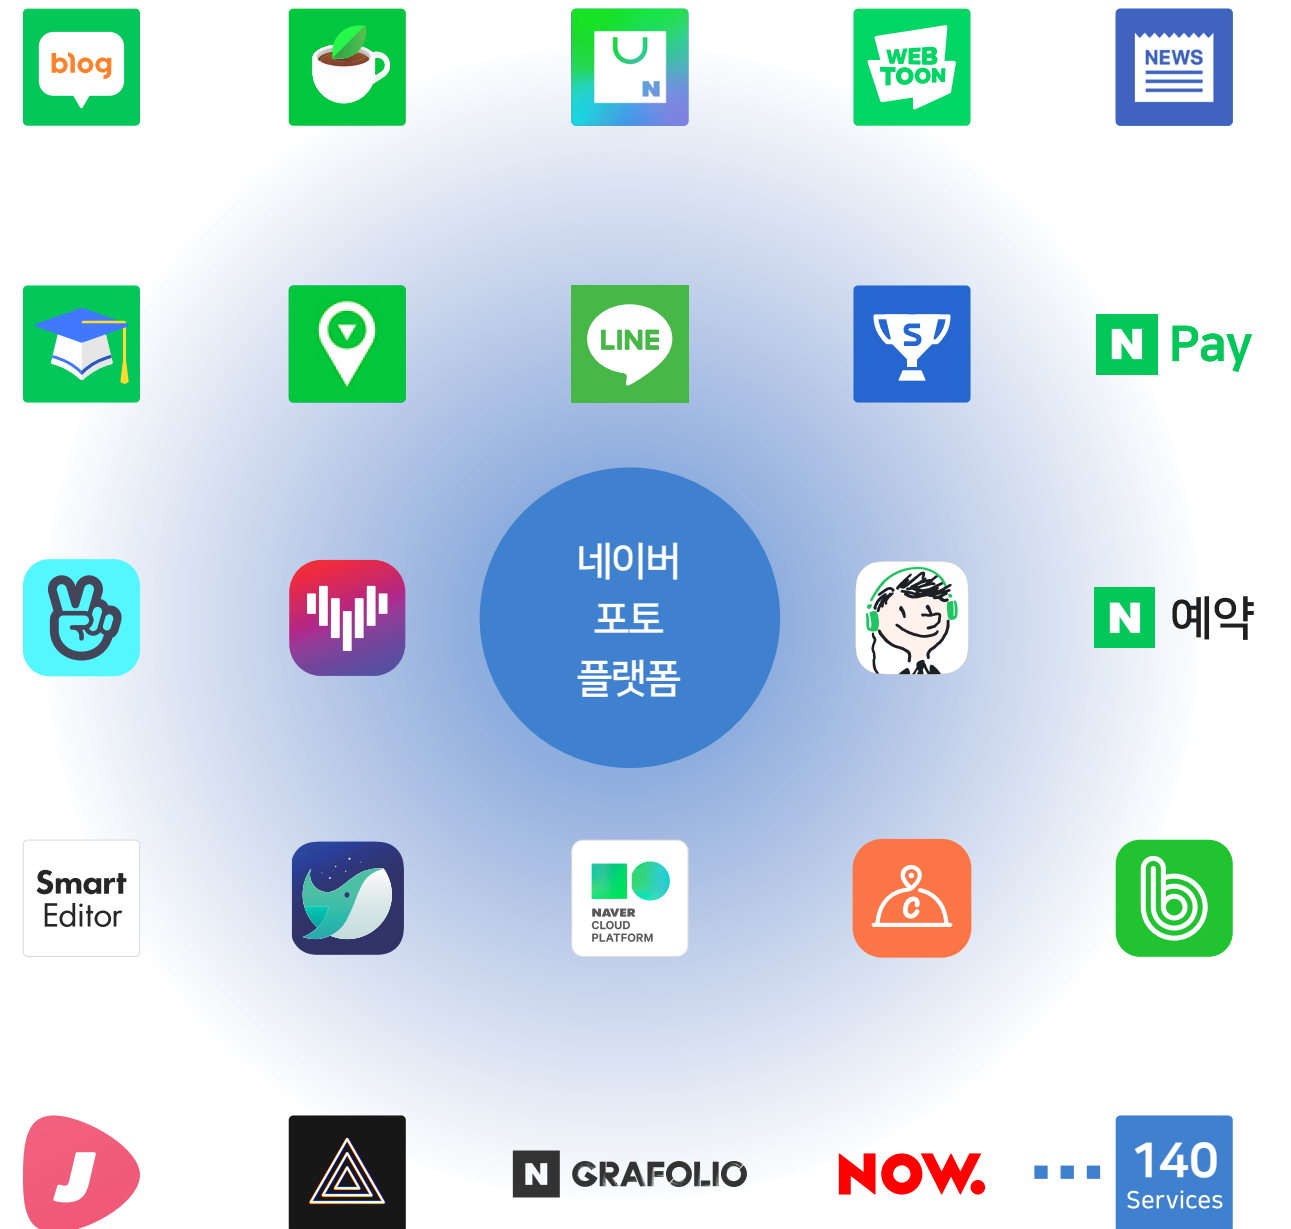 blog
N
WEB
TOON
NEWS
LINE
S
N Pay
네이버
포토
플랫폼
N 예약
Smart
Editor
NAVER
CLOUD
PLATFORM
C
b
J
N GRAFOLIO
NOW.
140
Services